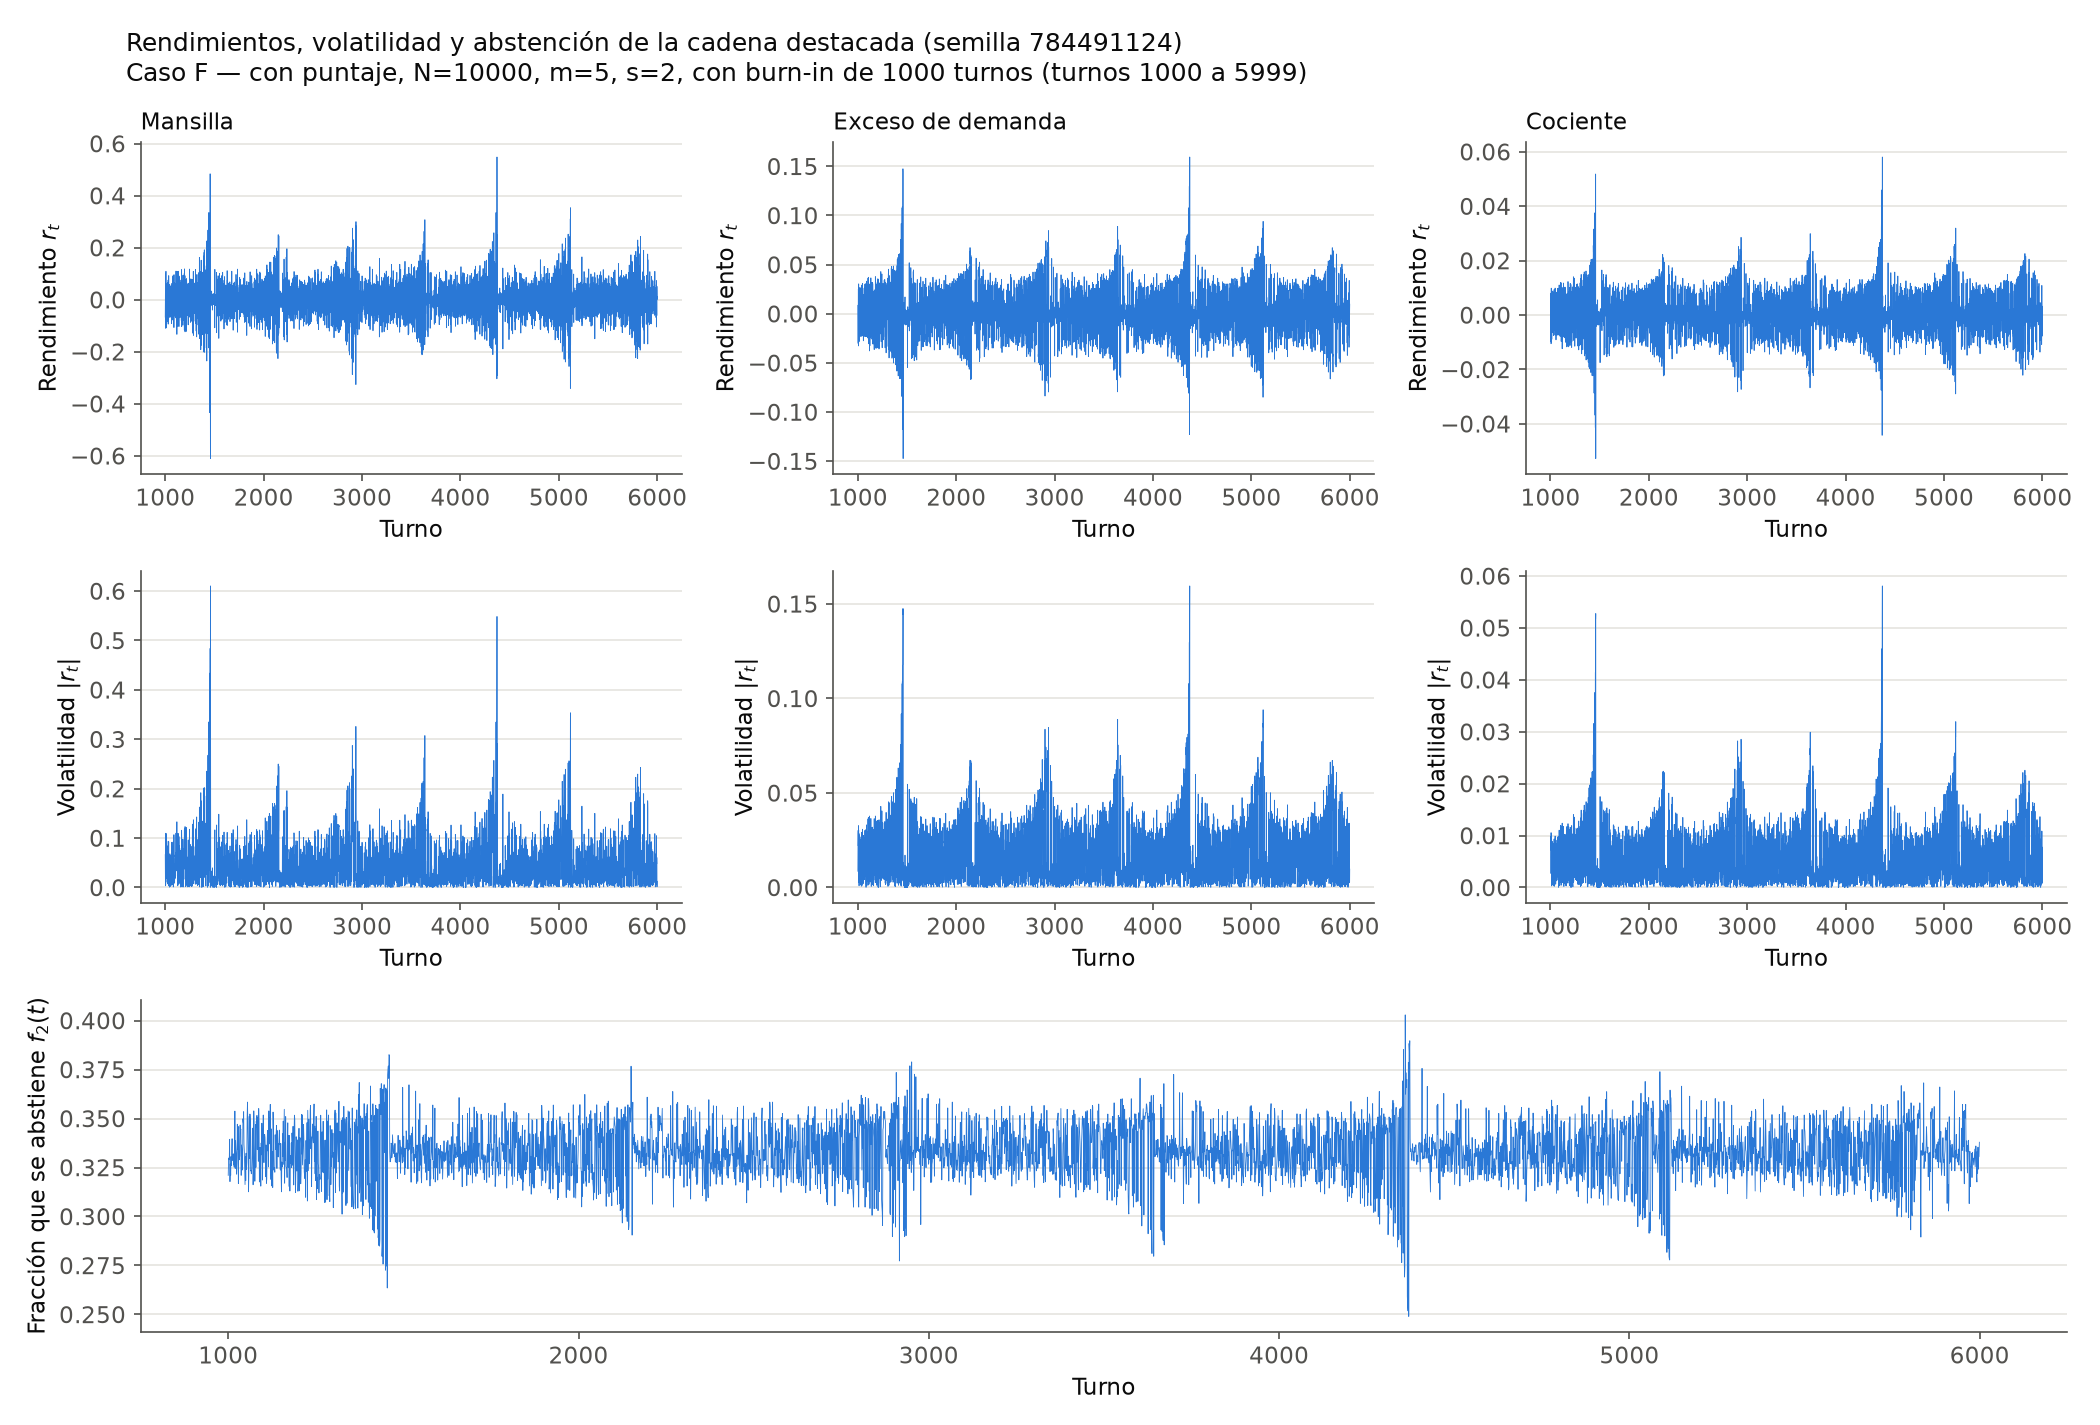 Rendimientos, volatilidad y abstención de la cadena destacada (semilla 784491124)
Caso F — con puntaje, N=10000, m=5, s=2, con burn-in de 1000 turnos (turnos 1000 a 5999)
Mansilla
Rendimiento r_t
0.6
0.4
0.2
0.0
−0.2
−0.4
−0.6
1000 2000 3000 4000 5000 6000
Turno
Exceso de demanda
Rendimiento r_t
0.15
0.10
0.05
0.00
−0.05
−0.10
−0.15
1000 2000 3000 4000 5000 6000
Turno
Cociente
Rendimiento r_t
0.06
0.04
0.02
0.00
−0.02
−0.04
1000 2000 3000 4000 5000 6000
Turno
Volatilidad |r_t|
0.6
0.5
0.4
0.3
0.2
0.1
0.0
1000 2000 3000 4000 5000 6000
Turno
Volatilidad |r_t|
0.15
0.10
0.05
0.00
1000 2000 3000 4000 5000 6000
Turno
Volatilidad |r_t|
0.06
0.05
0.04
0.03
0.02
0.01
0.00
1000 2000 3000 4000 5000 6000
Turno
Fracción que se abstiene f₂(t)
0.400
0.375
0.350
0.325
0.300
0.275
0.250
1000 2000 3000 4000 5000 6000
Turno